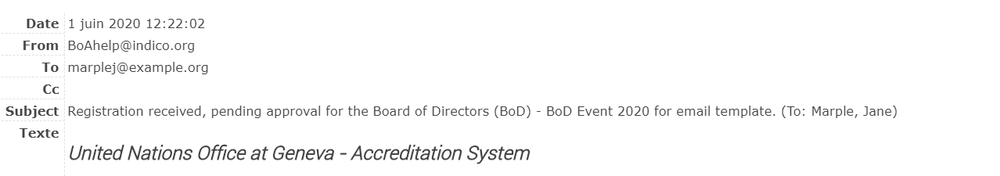 Date 1 juin 2020 12:22:02
From BoAhelp@indico.org
To marplej@example.org
Cc
Subject Registration received, pending approval for the Board of Directors (BoD) - BoD Event 2020 for email template. (To: Marple, Jane)
Texte
United Nations Office at Geneva - Accreditation System